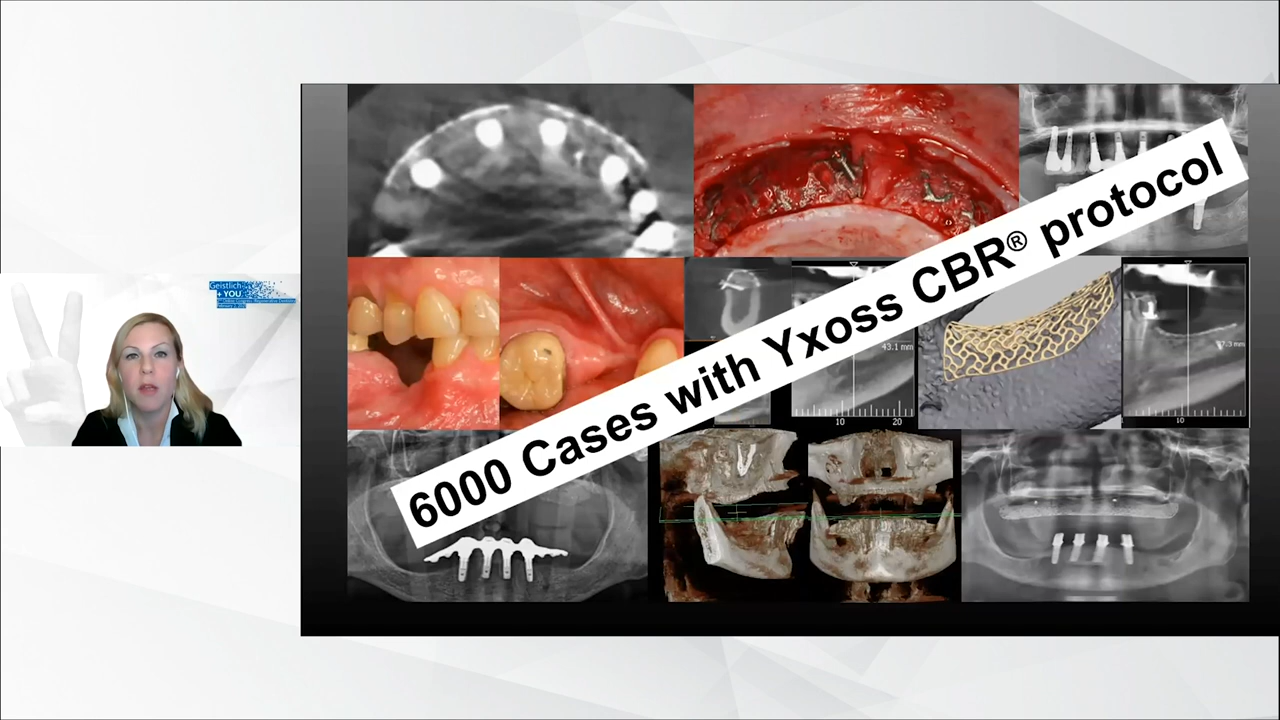 Geistlich
+ YOU
6000 Cases with Yxoss CBR® protocol
43.1 mm
10
20
10